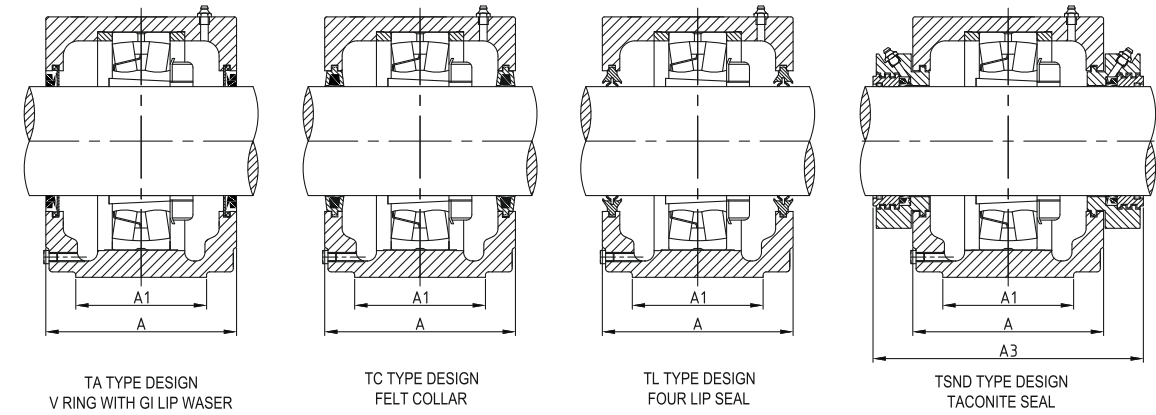 A1
A
A1
A
A1
A
A1
A
A3
TA TYPE DESIGN
V RING WITH GI LIP WASER
TC TYPE DESIGN
FELT COLLAR
TL TYPE DESIGN
FOUR LIP SEAL
TSND TYPE DESIGN
TACONITE SEAL